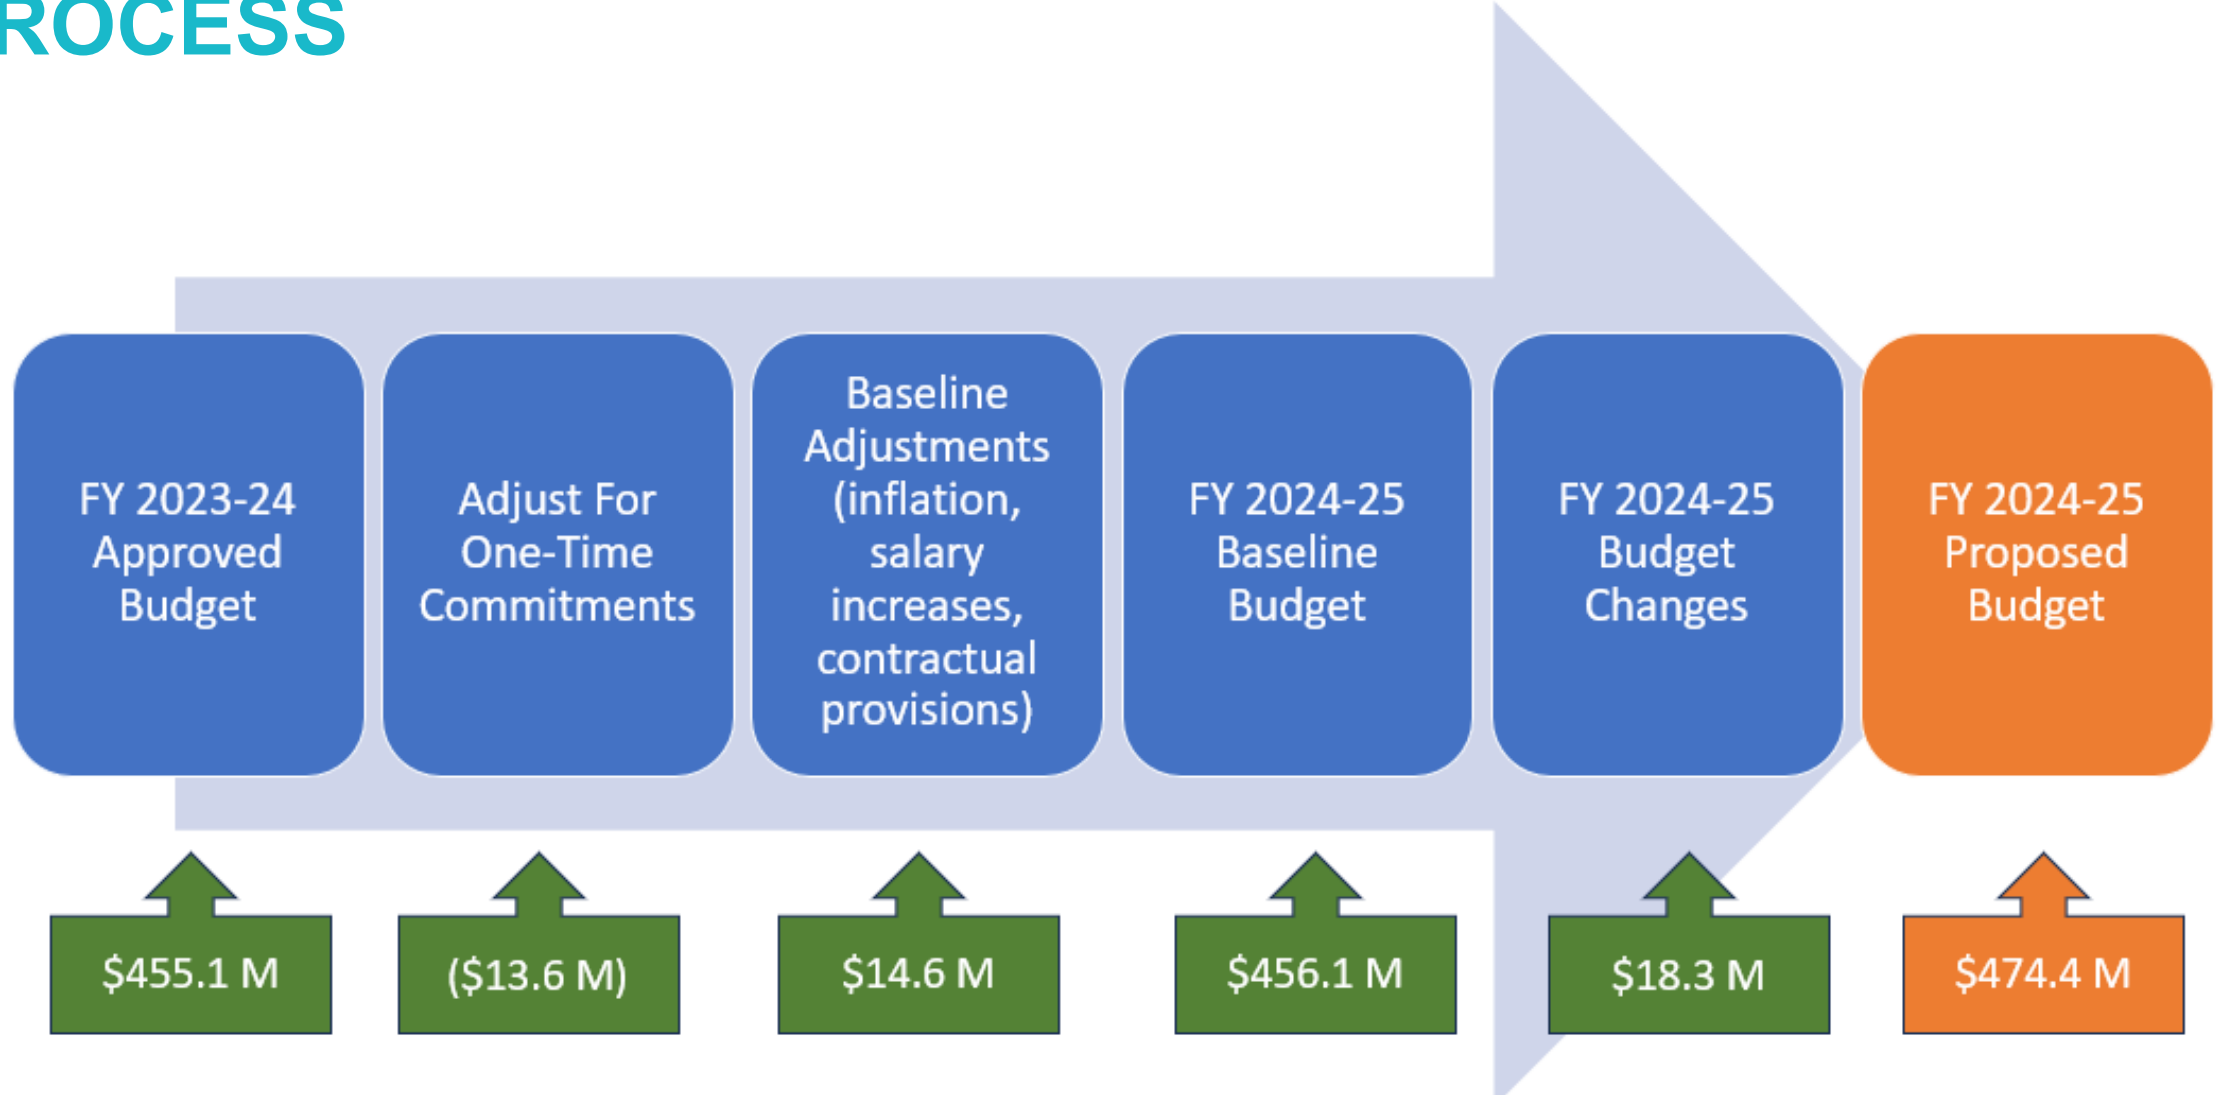 ROCESS
FY 2023-24
Approved
Budget
Adjust For
One-Time
Commitments
Baseline
Adjustments
(inflation,
salary
increases,
contractual
provisions)
FY 2024-25
Baseline
Budget
FY 2024-25
Budget
Changes
FY 2024-25
Proposed
Budget
$455.1 M
($13.6 M)
$14.6 M
$456.1 M
$18.3 M
$474.4 M